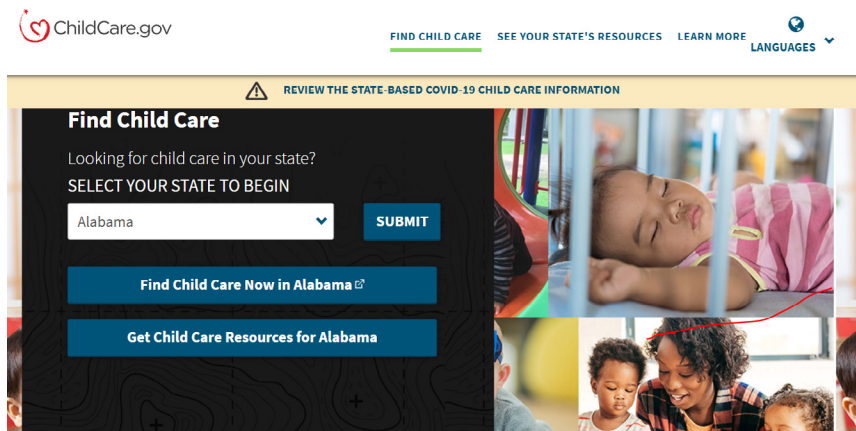 ChildCare.gov
FIND CHILD CARE SEE YOUR STATE'S RESOURCES LEARN MORE LANGUAGES
REVIEW THE STATE-BASED COVID-19 CHILD CARE INFORMATION
Find Child Care
Looking for child care in your state?
SELECT YOUR STATE TO BEGIN
Alabama SUBMIT
Find Child Care Now in Alabama
Get Child Care Resources for Alabama